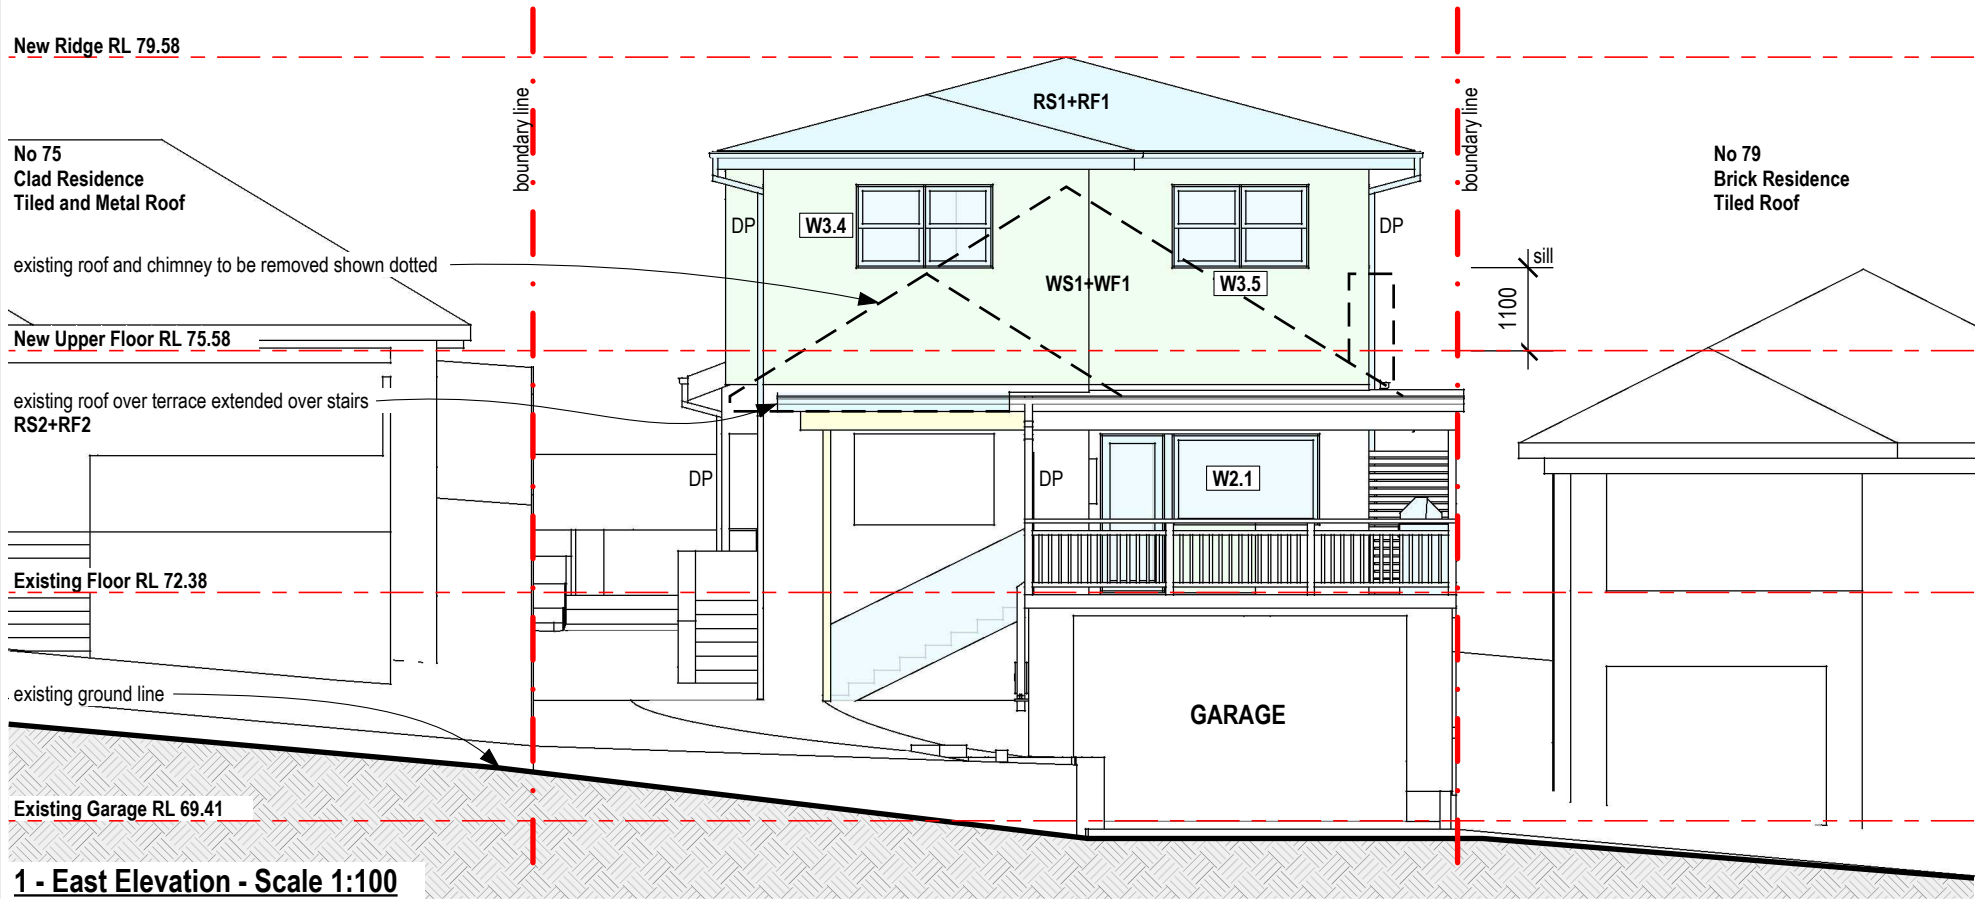 New Ridge RL 79.58
boundary line
boundary line
RS1+RF1
No 75
Clad Residence
Tiled and Metal Roof
No 79
Brick Residence
Tiled Roof
DP
W3.4
DP
existing roof and chimney to be removed shown dotted
WS1+WF1
W3.5
sill
1100
New Upper Floor RL 75.58
existing roof over terrace extended over stairs
RS2+RF2
DP
DP
W2.1
Existing Floor RL 72.38
existing ground line
GARAGE
Existing Garage RL 69.41
1 - East Elevation - Scale 1:100